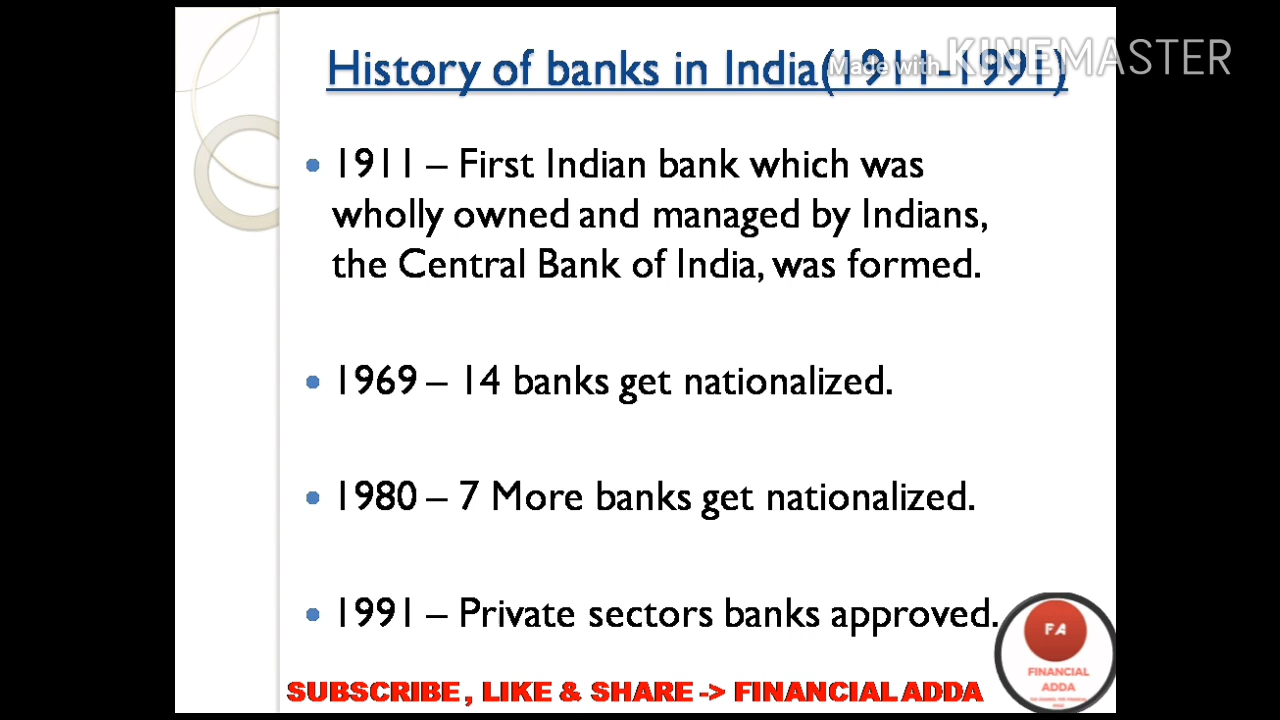 History of banks in India(1911-1991)
Made with KINEMASTER
• 1911 – First Indian bank which was
wholly owned and managed by Indians,
the Central Bank of India, was formed.
• 1969 – 14 banks get nationalized.
• 1980 – 7 More banks get nationalized.
• 1991 – Private sectors banks approved.
FA
FINANCIAL
ADDA
SUBSCRIBE, LIKE & SHARE -> FINANCIAL ADDA